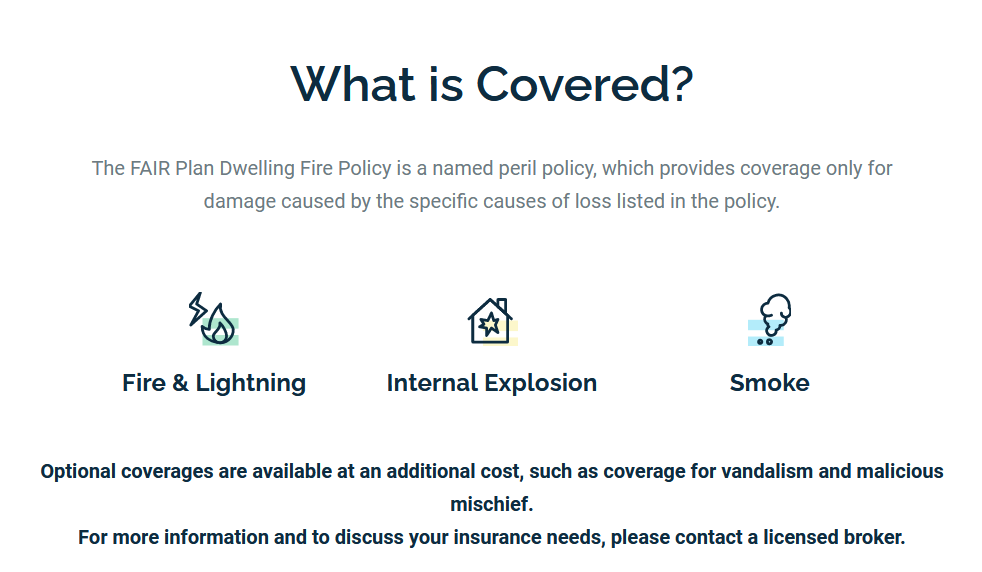 What is Covered?
The FAIR Plan Dwelling Fire Policy is a named peril policy, which provides coverage only for
damage caused by the specific causes of loss listed in the policy.
Fire & Lightning
Internal Explosion
Smoke
Optional coverages are available at an additional cost, such as coverage for vandalism and malicious
mischief.
For more information and to discuss your insurance needs, please contact a licensed broker.